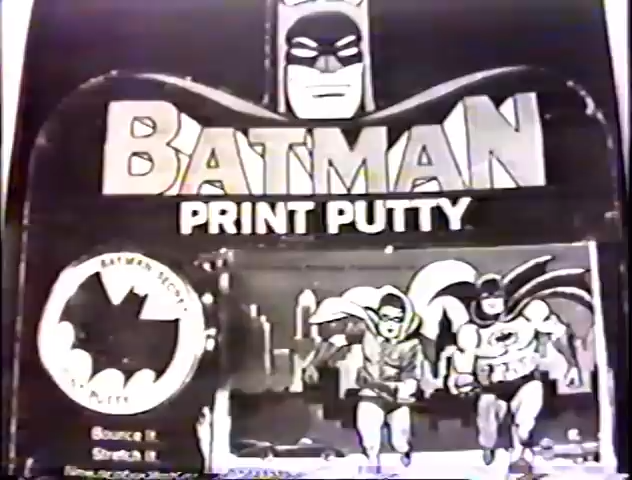 BATMAN
PRINT PUTTY
BATMAN SECRET
PUTTY
Bounce it.
Stretch it.